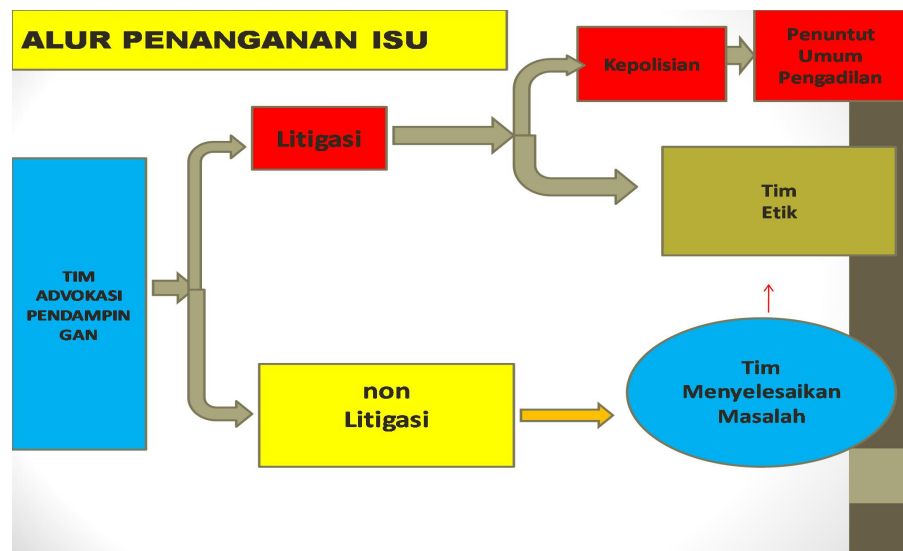 ALUR PENANGANAN ISU
Kepolisian
Penuntut
Umum
Pengadilan
Litigasi
Tim
Etik
TIM
ADVOKASI
PENDAMPIN
GAN
non
Litigasi
Tim
Menyelesaikan
Masalah